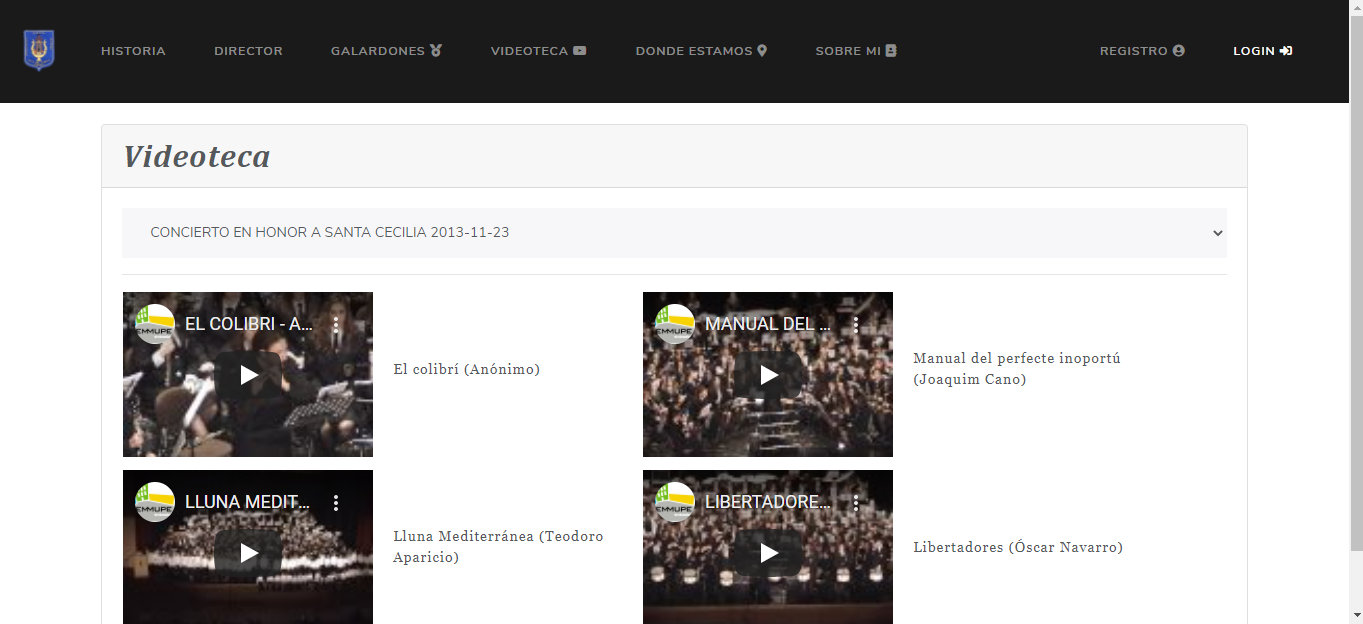 HISTORIA
DIRECTOR
GALARDONES
VIDEOTECA
DONDE ESTAMOS
SOBRE MI
REGISTRO
LOGIN
Videoteca
CONCIERTO EN HONOR A SANTA CECILIA 2013-11-23
EMMUPE
EL COLIBRI - A...
El colibrí (Anónimo)
EMMUPE
MANUAL DEL ...
Manual del perfecte inoportú
(Joaquim Cano)
EMMUPE
LLUNA MEDIT...
Lluna Mediterránea (Teodoro
Aparicio)
EMMUPE
LIBERTADORE...
Libertadores (Óscar Navarro)